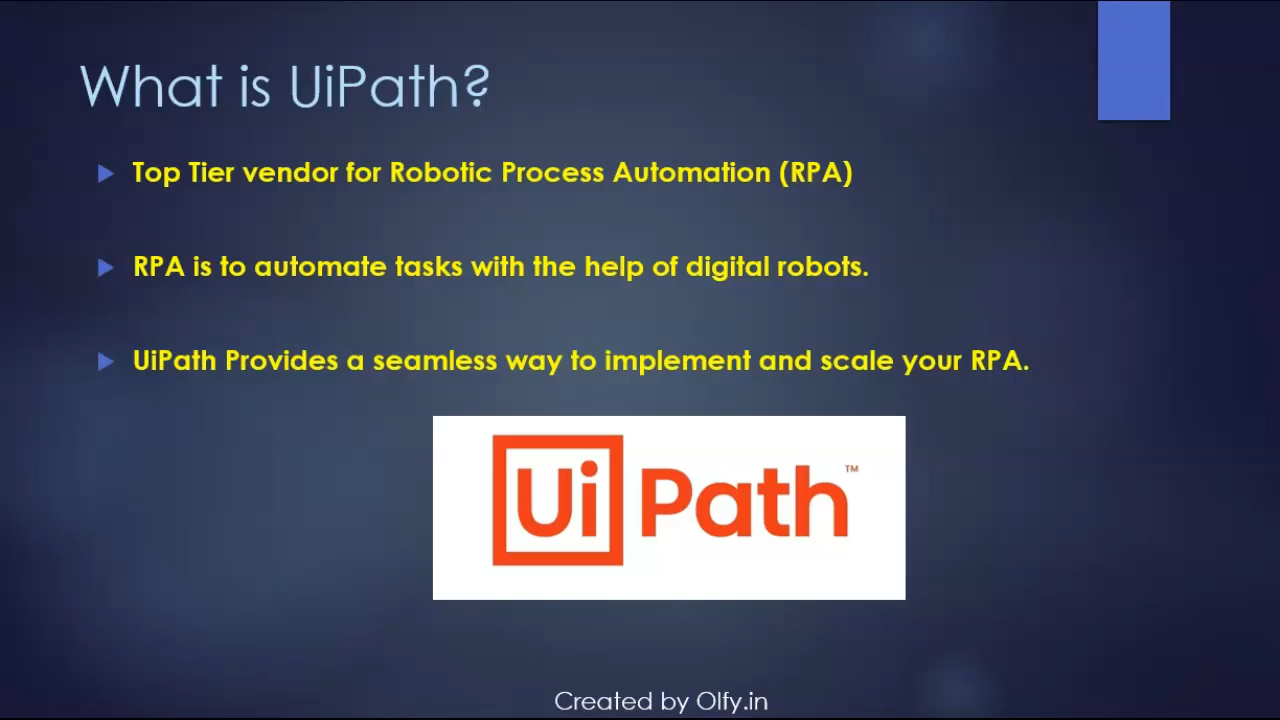 What is UiPath?
Top Tier vendor for Robotic Process Automation (RPA)
RPA is to automate tasks with the help of digital robots.
UiPath Provides a seamless way to implement and scale your RPA.
Ui Path™
Created by Olfy.in